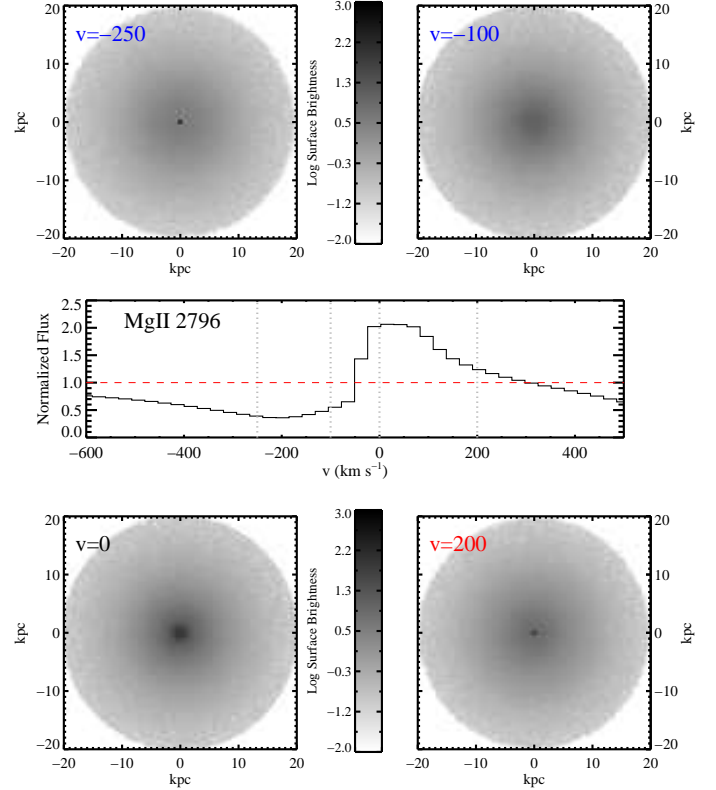 20
10
0
−10
−20
kpc
v=−250
−20 −10 0 10 20
kpc
3.0
2.2
1.3
0.5
−0.3
−1.2
−2.0
Log Surface Brightness
v=−100
20
10
0
−10
−20
kpc
−20 −10 0 10 20
kpc
2.5
2.0
1.5
1.0
0.5
0.0
Normalized Flux
MgII 2796
−600 −400 −200 0 200 400
v (km s⁻¹)
20
10
0
−10
−20
kpc
v=0
−20 −10 0 10 20
kpc
3.0
2.2
1.3
0.5
−0.3
−1.2
−2.0
Log Surface Brightness
v=200
20
10
0
−10
−20
kpc
−20 −10 0 10 20
kpc